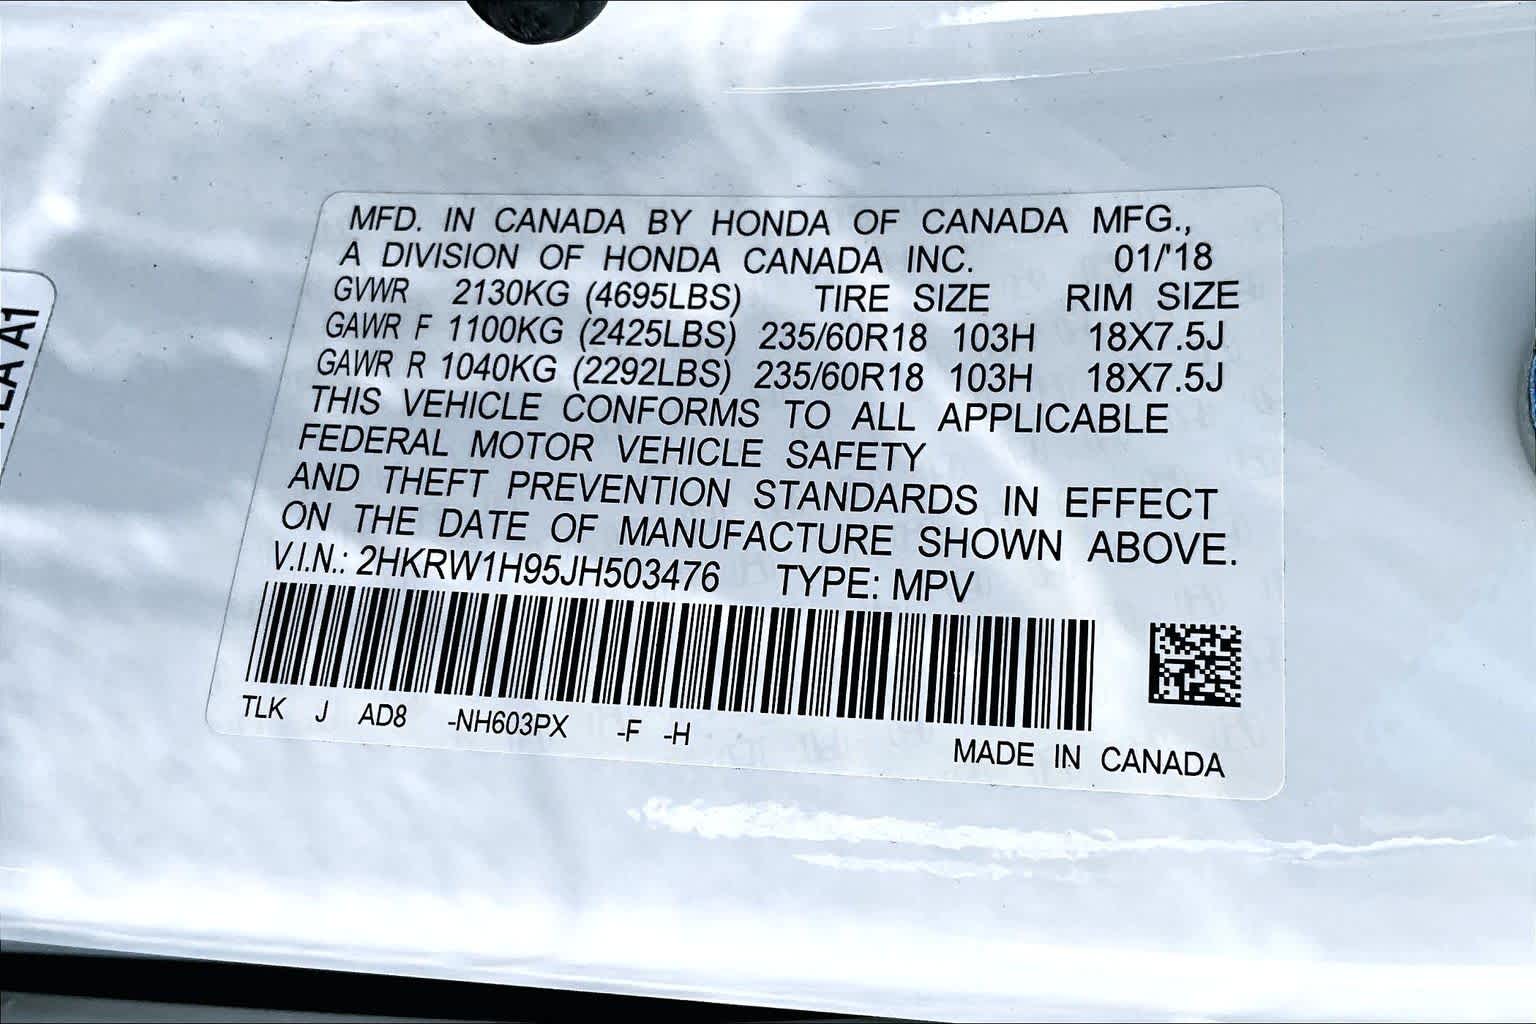 MFD. IN CANADA BY HONDA OF CANADA MFG.,
A DIVISION OF HONDA CANADA INC. 01/'18
GVWR 2130KG (4695LBS) TIRE SIZE RIM SIZE
GAWR F 1100KG (2425LBS) 235/60R18 103H 18X7.5J
GAWR R 1040KG (2292LBS) 235/60R18 103H 18X7.5J
THIS VEHICLE CONFORMS TO ALL APPLICABLE
FEDERAL MOTOR VEHICLE SAFETY
AND THEFT PREVENTION STANDARDS IN EFFECT
ON THE DATE OF MANUFACTURE SHOWN ABOVE.
V.I.N.: 2HKRW1H95JH503476 TYPE: MPV
TLK J AD8 -NH603PX -F -H
MADE IN CANADA
A1